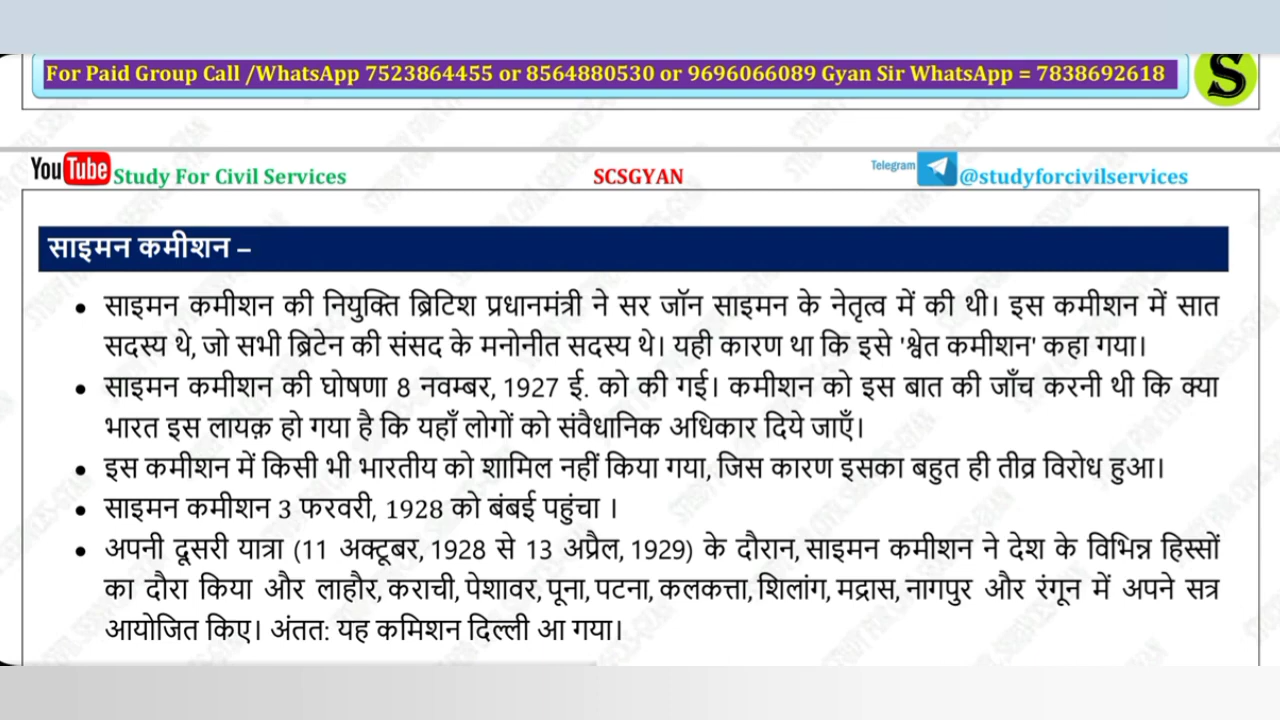 For Paid Group Call /WhatsApp 7523864455 or 8564880530 or 9696066089 Gyan Sir WhatsApp = 7838692618
S
YouTube Study For Civil Services SCSGYAN Telegram @studyforcivilservices
साइमन कमीशन –
• साइमन कमीशन की नियुक्ति ब्रिटिश प्रधानमंत्री ने सर जॉन साइमन के नेतृत्व में की थी। इस कमीशन में सात
सदस्य थे, जो सभी ब्रिटेन की संसद के मनोनीत सदस्य थे। यही कारण था कि इसे 'श्वेत कमीशन' कहा गया।
• साइमन कमीशन की घोषणा 8 नवम्बर, 1927 ई. को की गई। कमीशन को इस बात की जाँच करनी थी कि क्या
भारत इस लायक़ हो गया है कि यहाँ लोगों को संवैधानिक अधिकार दिये जाएँ।
• इस कमीशन में किसी भी भारतीय को शामिल नहीं किया गया, जिस कारण इसका बहुत ही तीव्र विरोध हुआ।
• साइमन कमीशन 3 फरवरी, 1928 को बंबई पहुंचा ।
• अपनी दूसरी यात्रा (11 अक्टूबर, 1928 से 13 अप्रैल, 1929) के दौरान, साइमन कमीशन ने देश के विभिन्न हिस्सों
का दौरा किया और लाहौर, कराची, पेशावर, पूना, पटना, कलकत्ता, शिलांग, मद्रास, नागपुर और रंगून में अपने सत्र
आयोजित किए। अंतत: यह कमिशन दिल्ली आ गया।